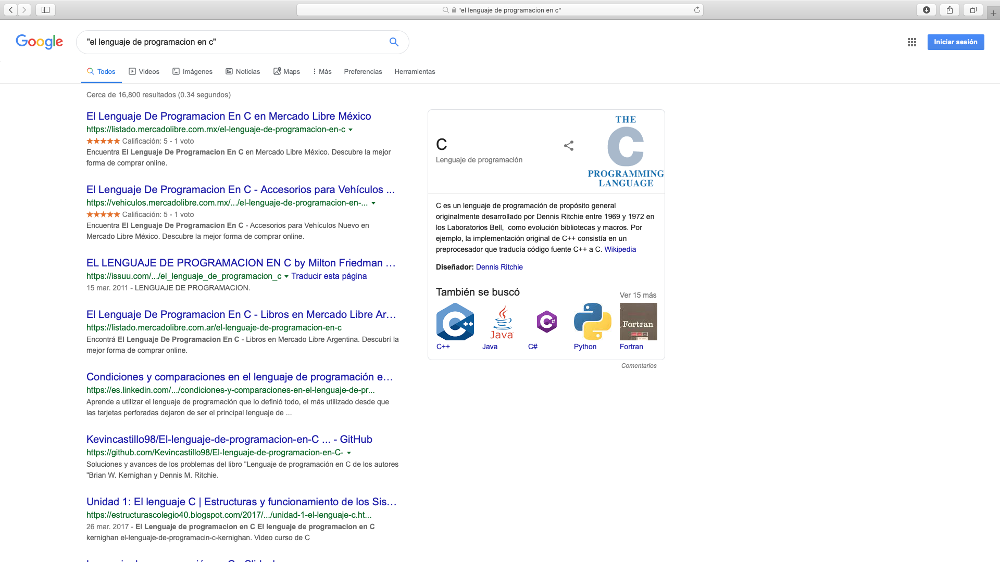 "el lenguaje de programacion en c"
Google
"el lenguaje de programacion en c"
Iniciar sesión
Todos Videos Imágenes Noticias Maps Más Preferencias Herramientas
Cerca de 16,800 resultados (0.34 segundos)
El Lenguaje De Programacion En C en Mercado Libre México
https://listado.mercadolibre.com.mx/el-lenguaje-de-programacion-en-c
★★★★★ Calificación: 5 - 1 voto
Encuentra El Lenguaje De Programacion En C en Mercado Libre México. Descubre la mejor
forma de comprar online.
El Lenguaje De Programacion En C - Accesorios para Vehículos ...
https://vehiculos.mercadolibre.com.mx/.../el-lenguaje-de-programacion-en-...
★★★★★ Calificación: 5 - 1 voto
Encuentra El Lenguaje De Programacion En C - Accesorios para Vehículos Nuevo en
Mercado Libre México. Descubre la mejor forma de comprar online.
EL LENGUAJE DE PROGRAMACION EN C by Milton Friedman ...
https://issuu.com/.../el_lenguaje_de_programacion_c Traducir esta página
15 mar. 2011 - LENGUAJE DE PROGRAMACION.
El Lenguaje De Programacion En C - Libros en Mercado Libre Ar...
https://listado.mercadolibre.com.ar/el-lenguaje-de-programacion-en-c
Encontrá El Lenguaje De Programacion En C - Libros en Mercado Libre Argentina. Descubrí la
mejor forma de comprar online.
Condiciones y comparaciones en el lenguaje de programación e...
https://es.linkedin.com/.../condiciones-y-comparaciones-en-el-lenguaje-de-pr...
Aprende a utilizar el lenguaje de programación que lo definió todo, el más utilizado desde que
las tarjetas perforadas dejaron de ser el principal lenguaje de ...
Kevincastillo98/El-lenguaje-de-programacion-en-C ... - GitHub
https://github.com/Kevincastillo98/El-lenguaje-de-programacion-en-C-
Soluciones y avances de los problemas del libro "Lenguaje de programación en C de los autores
"Brian W. Kernighan y Dennis M. Ritchie.
Unidad 1: El lenguaje C | Estructuras y funcionamiento de los Sis...
https://estructurascolegio40.blogspot.com/2017/.../unidad-1-el-lenguaje-c.ht...
26 mar. 2017 - El Lenguaje de programacion en C El lenguaje de programacion en C
kernighan el-lenguaje-de-programacin-c-kernighan. Video curso de C
C
Lenguaje de programación
THE
C
PROGRAMMING
LANGUAGE
C es un lenguaje de programación de propósito general
originalmente desarrollado por Dennis Ritchie entre 1969 y 1972 en
los Laboratorios Bell, como evolución bibliotecas y macros. Por
ejemplo, la implementación original de C++ consistía en un
preprocesador que traducía código fuente C++ a C. Wikipedia
Diseñador: Dennis Ritchie
También se buscó
Ver 15 más
C++ Java C# Fortran
C++ Java C# Python Fortran
Comentarios